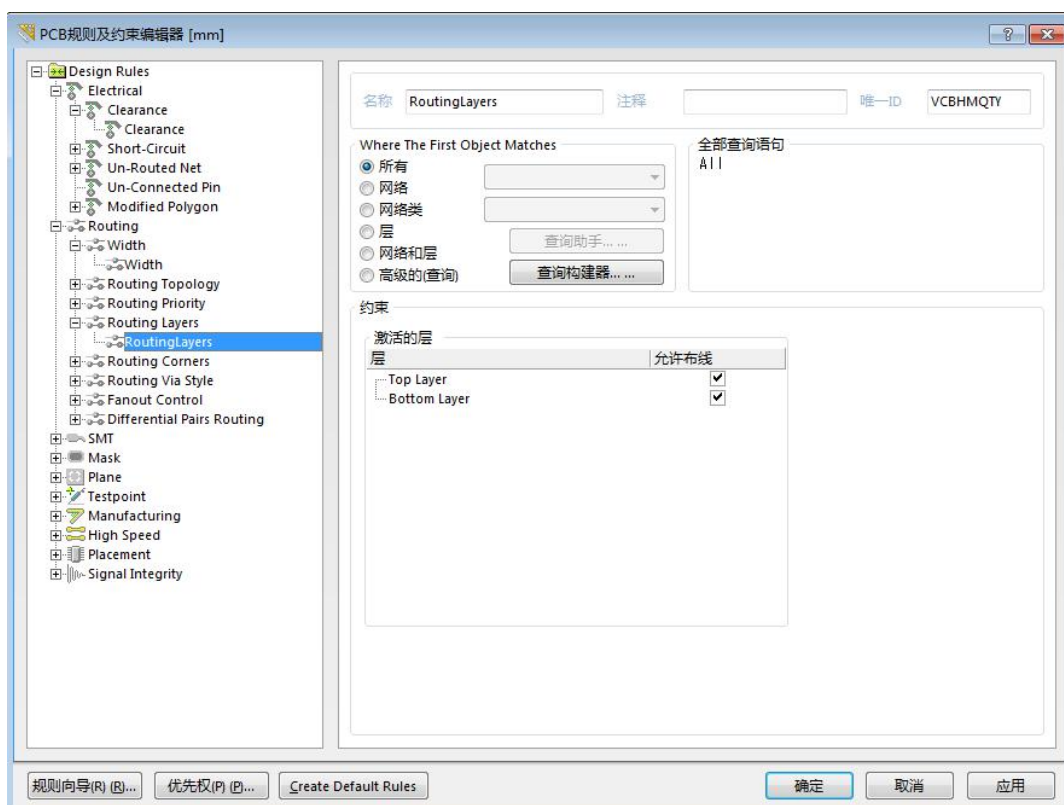 PCB规则及约束编辑器 [mm]
Design Rules
Electrical
Clearance
Clearance
Short-Circuit
Un-Routed Net
Un-Connected Pin
Modified Polygon
Routing
Width
Width
Routing Topology
Routing Priority
Routing Layers
RoutingLayers
Routing Corners
Routing Via Style
Fanout Control
Differential Pairs Routing
SMT
Mask
Plane
Testpoint
Manufacturing
High Speed
Placement
Signal Integrity
名称 RoutingLayers 注释 唯一ID VCBHMQTY
Where The First Object Matches
所有
网络
网络类
层
网络和层
高级的(查询)
查询助手... ...
查询构建器... ...
全部查询语句
All
约束
激活的层
层 允许布线
Top Layer
Bottom Layer
规则向导(R) (R)... 优先权(P) (P)... Create Default Rules 确定 取消 应用